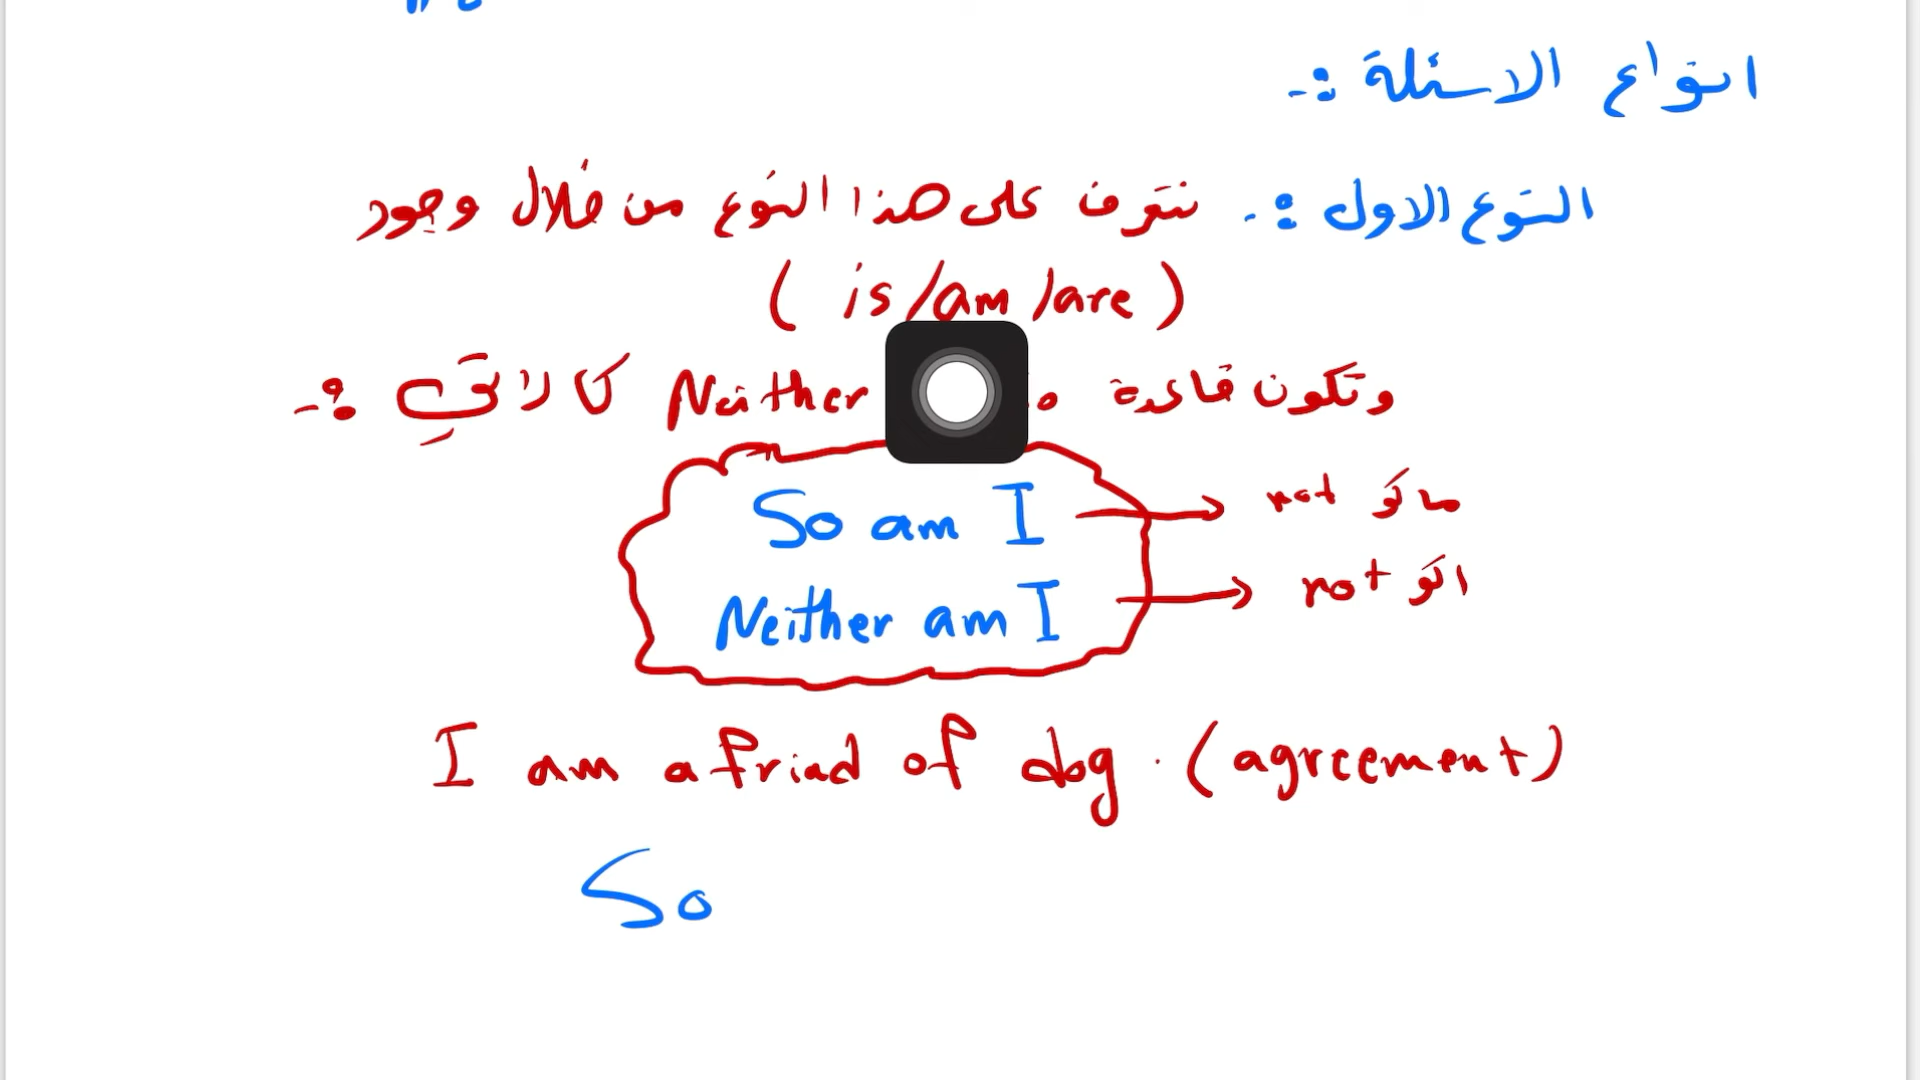 انواع الاسئلة :-
النوع الاول :- نتعرف على هذا النوع من خلال وجود
( is/am/are )
وتكون قاعدة Neither كالاتي :-
So am I → not ماكو
Neither am I → not اكو
I am afriad of dog. (agreement)
So